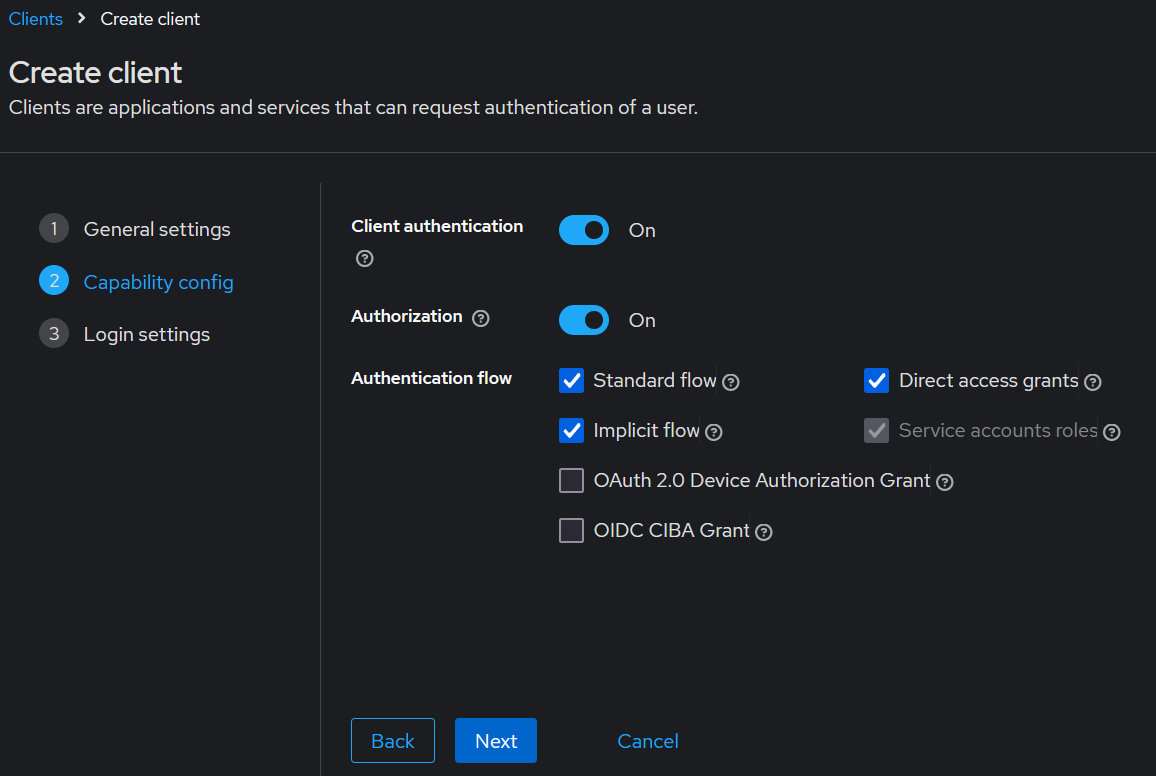 Clients > Create client
Create client
Clients are applications and services that can request authentication of a user.
1 General settings
2 Capability config
3 Login settings
Client authentication ? On
Authorization ? On
Authentication flow
Standard flow ? Direct access grants ?
Implicit flow ? Service accounts roles ?
OAuth 2.0 Device Authorization Grant ?
OIDC CIBA Grant ?
Back Next Cancel